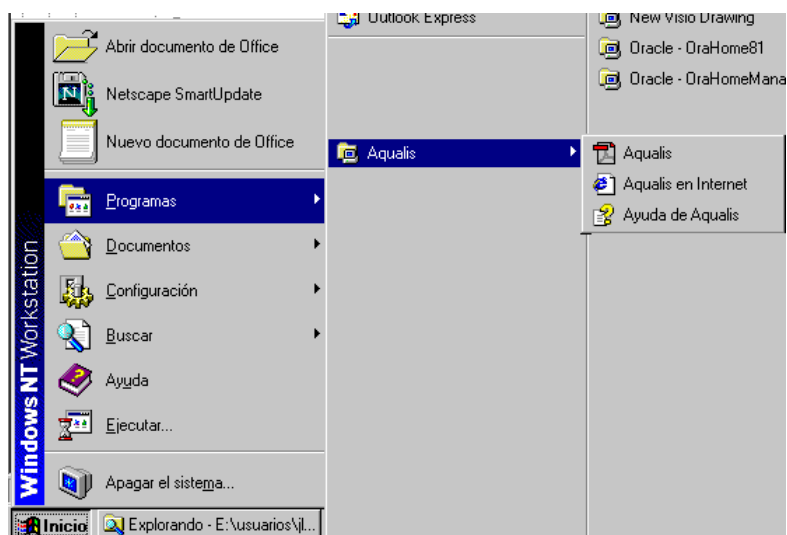 Abrir documento de Office
Netscape SmartUpdate
Nuevo documento de Office
Programas
Documentos
Configuración
Buscar
Ayuda
Ejecutar...
Apagar el sistema...
Windows NT Workstation
Inicio
Explorando - E:\usuarios\jl...
Outlook Express
Aqualis
New Visio Drawing
Oracle - OraHome81
Oracle - OraHomeMana
Aqualis
Aqualis en Internet
Ayuda de Aqualis